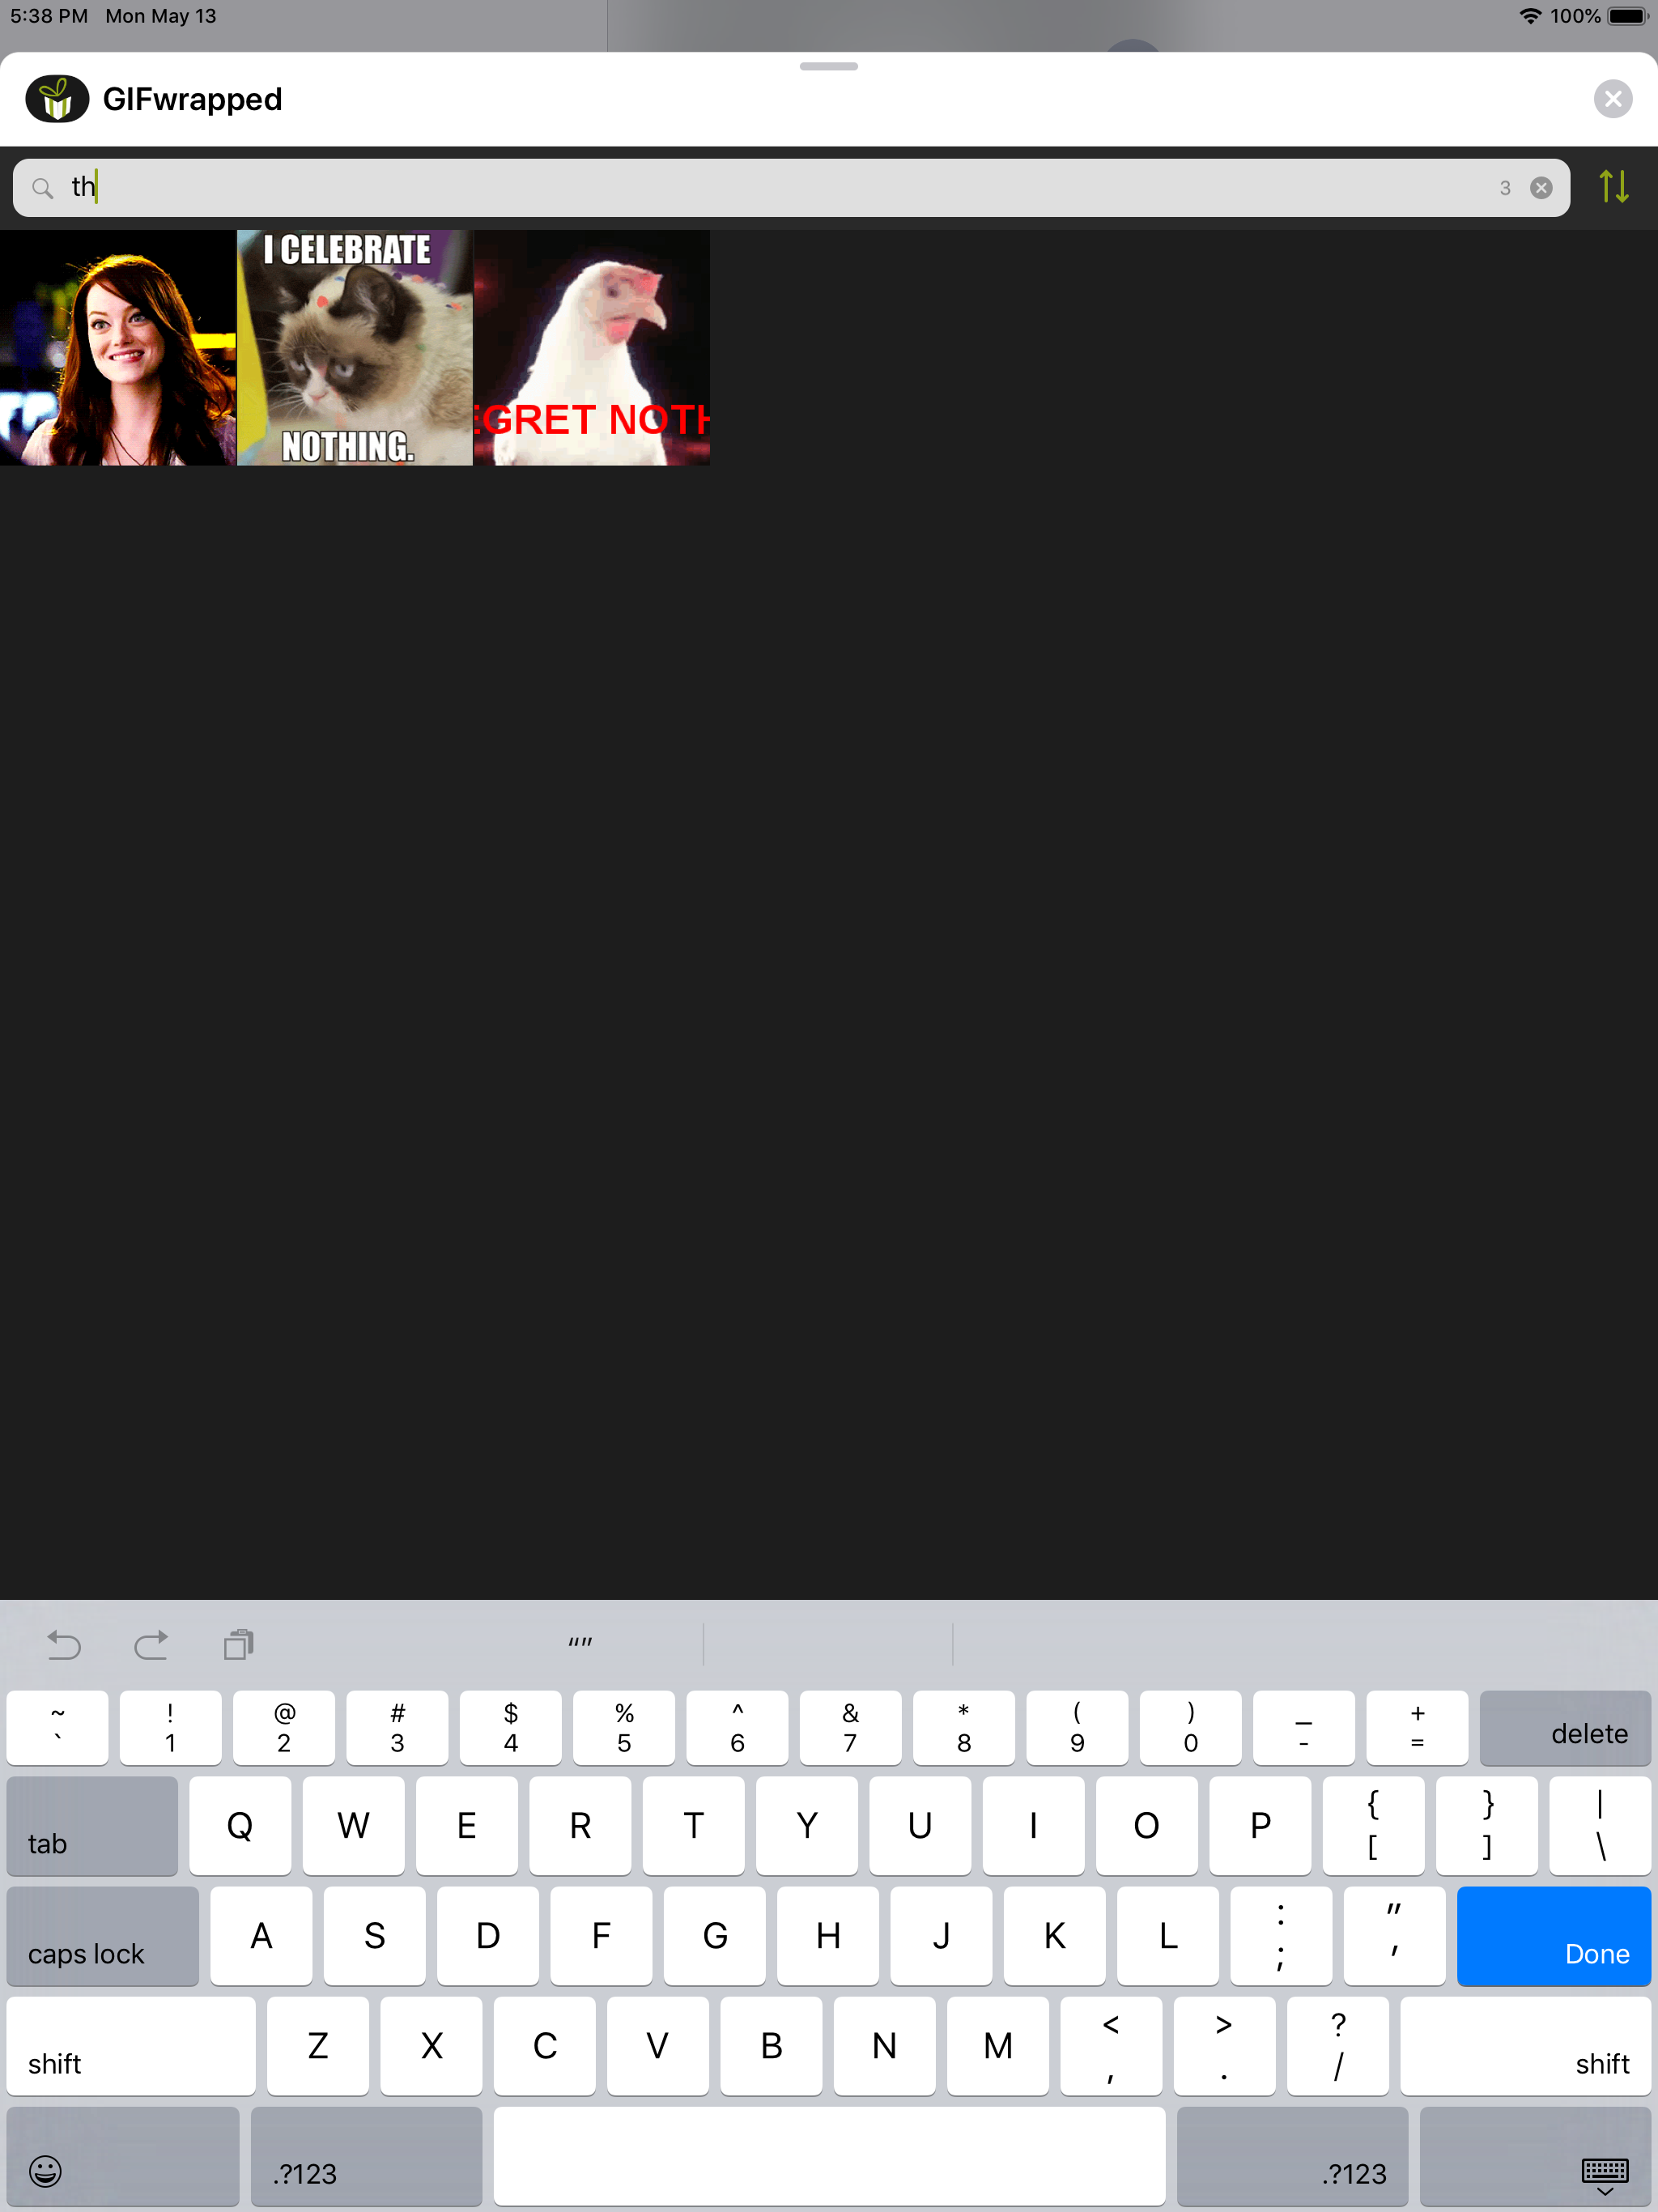 5:38 PM Mon May 13 100%
GIFwrapped
th 3
I CELEBRATE
NOTHING.
EGRET NOTH
“”
~ ! @ # $ % ^ & * ( ) _ +
` 1 2 3 4 5 6 7 8 9 0 - = delete
tab Q W E R T Y U I O P { [ } ] | \
caps lock A S D F G H J K L : ; " ' Done
shift Z X C V B N M < , > . ? / shift
.?123 .?123